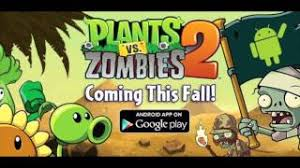 PLANTS
VS.
ZOMBIES
2
Coming This Fall!
ANDROID APP ON
Google play